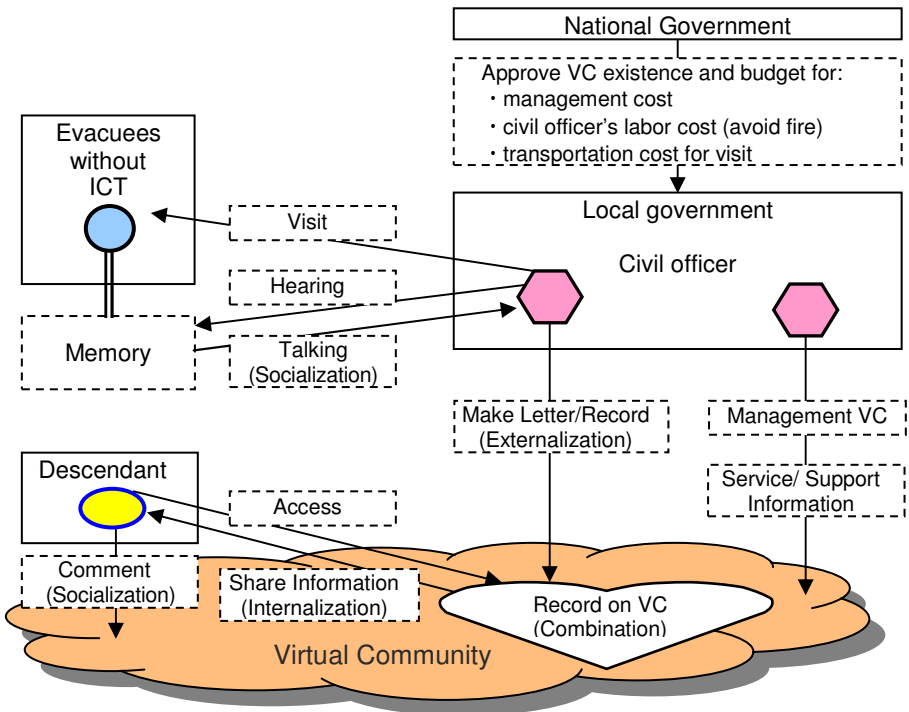 National Government
Approve VC existence and budget for:
・management cost
・civil officer's labor cost (avoid fire)
・transportation cost for visit
Evacuees
without
ICT
Local government
Civil officer
Visit
Hearing
Memory
Talking
(Socialization)
Make Letter/Record
(Externalization)
Management VC
Service/ Support
Information
Descendant
Access
Comment
(Socialization)
Share Information
(Internalization)
Record on VC
(Combination)
Virtual Community